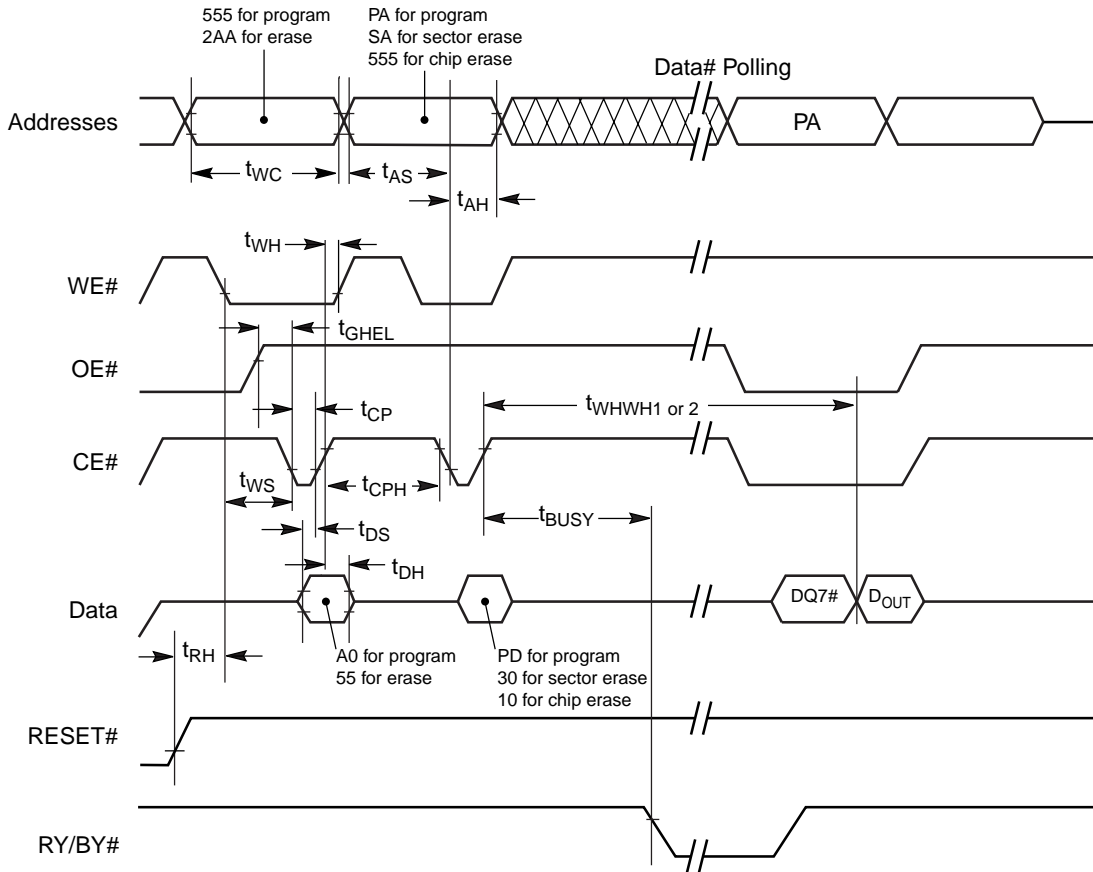 555 for program
2AA for erase
PA for program
SA for sector erase
555 for chip erase
Data# Polling
Addresses
PA
tWC
tAS
tAH
tWH
WE#
tGHEL
OE#
tWHWH1 or 2
tCP
CE#
tWS
tCPH
tBUSY
tDS
tDH
Data
DQ7#
DOUT
tRH
A0 for program
55 for erase
PD for program
30 for sector erase
10 for chip erase
RESET#
RY/BY#